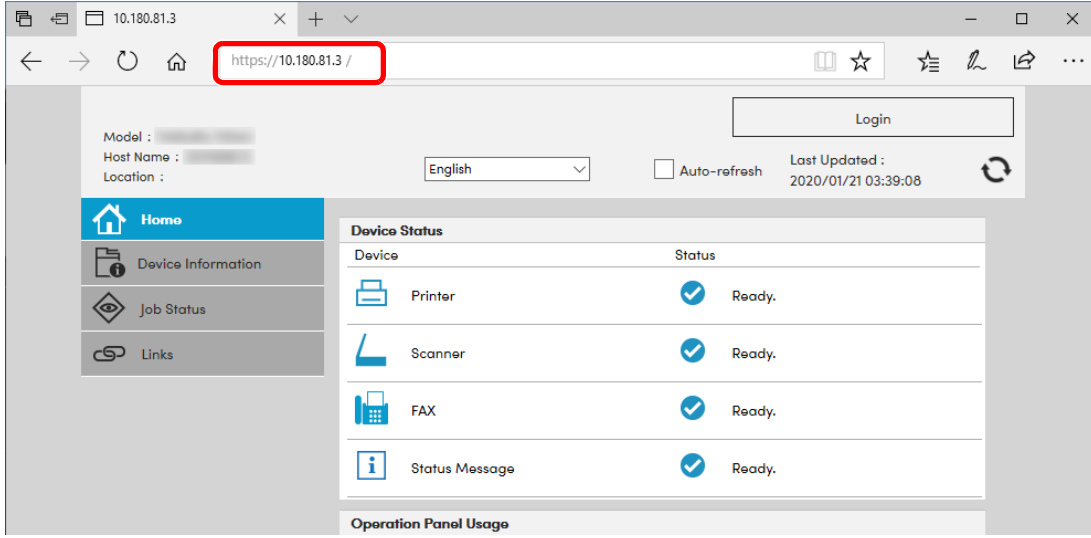 10.180.81.3
https://10.180.81.3 /
Login
Model :
Host Name :
Location :
English
Auto-refresh
Last Updated :
2020/01/21 03:39:08
Home
Device Information
Job Status
Links
Device Status
Device Status
Printer Ready.
Scanner Ready.
FAX Ready.
Status Message Ready.
Operation Panel Usage